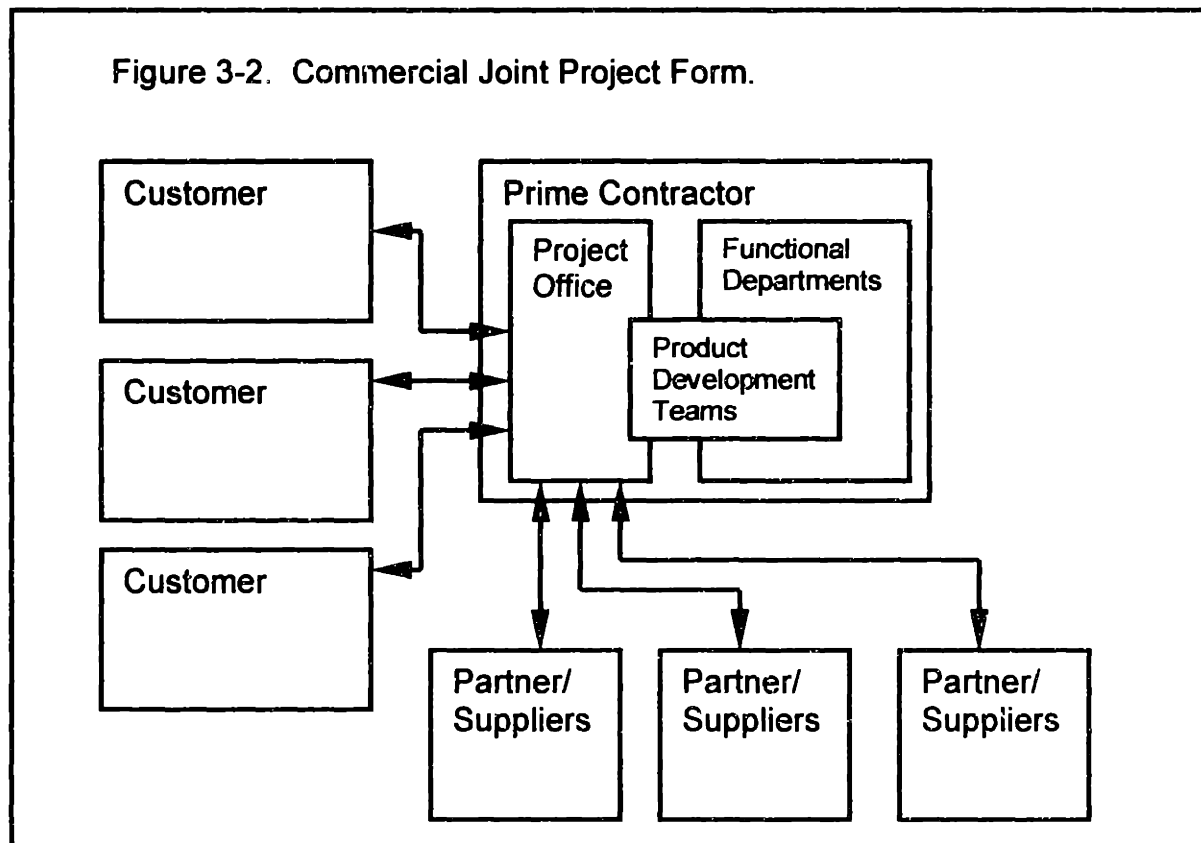 Figure 3-2. Commercial Joint Project Form.
Customer
Customer
Customer
Prime Contractor
Project
Office
Functional
Departments
Product
Development
Teams
Partner/
Suppliers
Partner/
Suppliers
Partner/
Suppliers